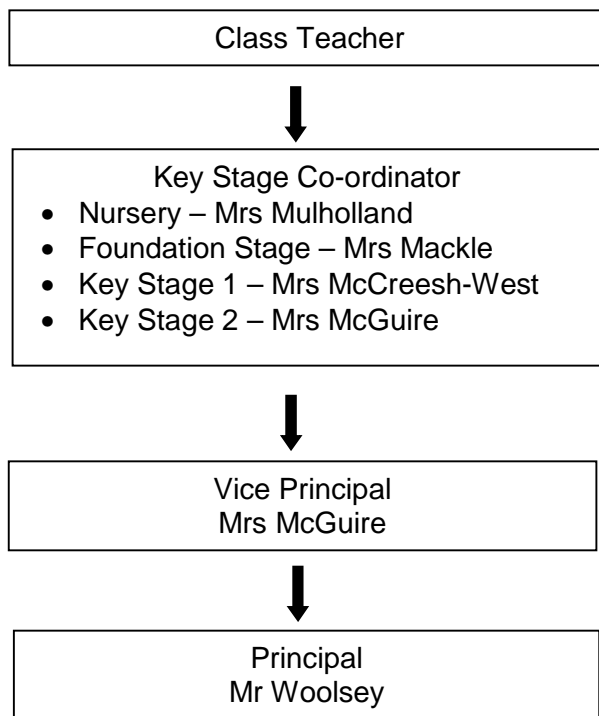 Class Teacher
Key Stage Co-ordinator
• Nursery – Mrs Mulholland
• Foundation Stage – Mrs Mackle
• Key Stage 1 – Mrs McCreesh-West
• Key Stage 2 – Mrs McGuire
Vice Principal
Mrs McGuire
Principal
Mr Woolsey